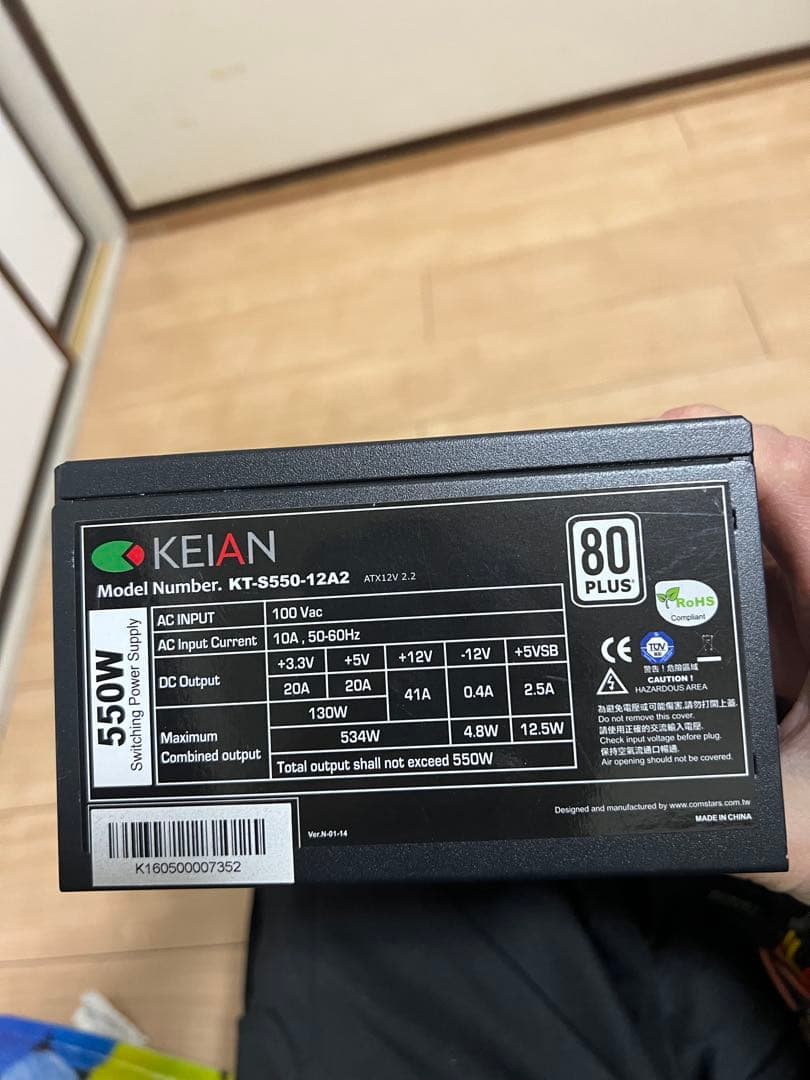 KEIAN
Model Number. KT-S550-12A2 ATX12V 2.2
550W
Switching Power Supply
AC INPUT 100 Vac
AC Input Current 10A , 50-60Hz
DC Output +3.3V +5V +12V -12V +5VSB
20A 20A 41A 0.4A 2.5A
Maximum Combined output 130W
534W 4.8W 12.5W
Total output shall not exceed 550W
80
PLUS
RoHS
Compliant
CE
TÜV
警告！危險區域
CAUTION !
HAZARDOUS AREA
為避免電壓或可能傷害,請勿打開上蓋.
Do not remove this cover.
請使用正確的交流輸入電壓.
Check input voltage before plug.
保持空氣流通口暢通.
Air opening should not be covered.
K160500007352
Ver.N-01-14
Designed and manufactured by www.comstars.com.tw
MADE IN CHINA